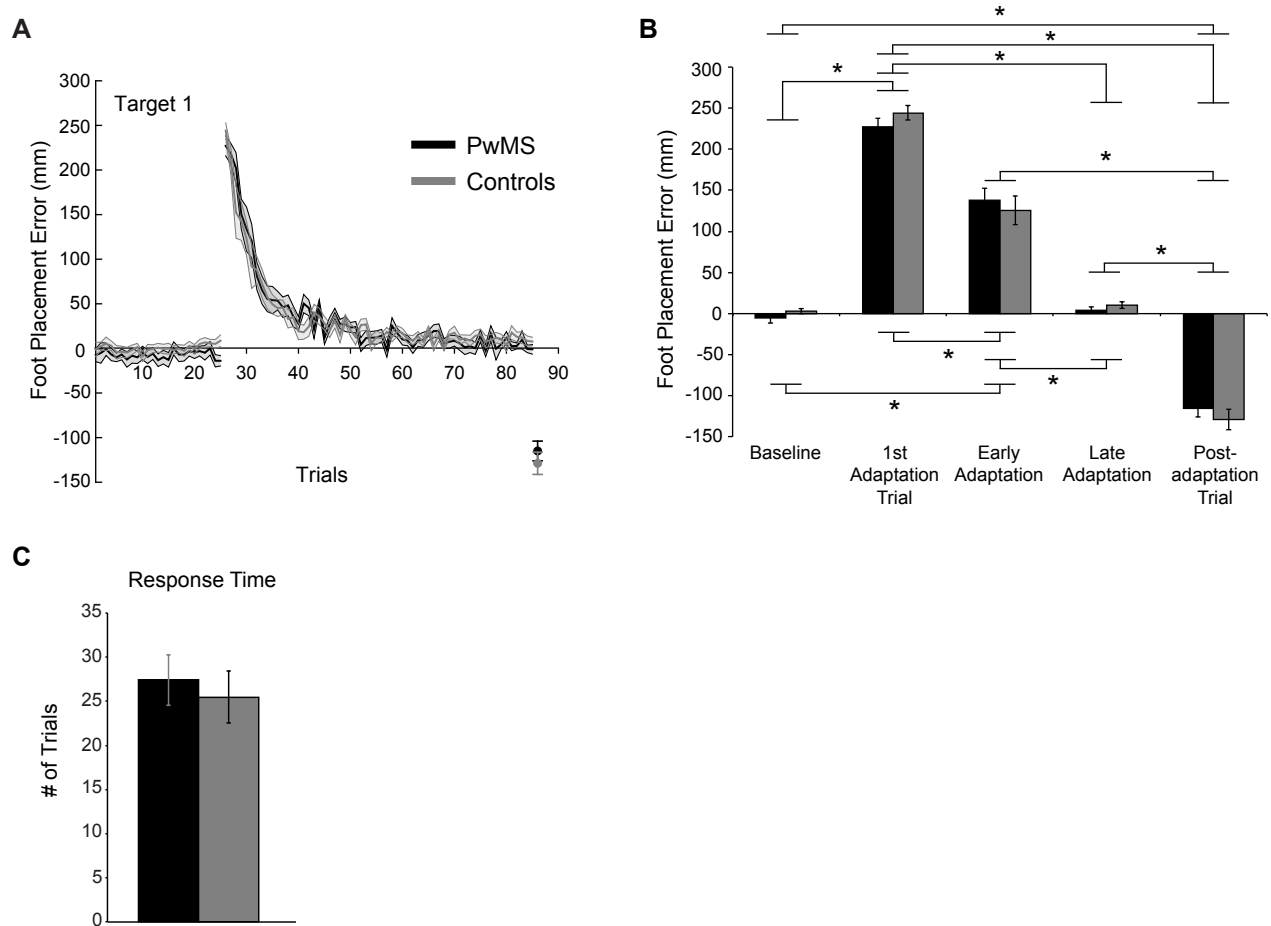 A
Target 1
PwMS
Controls
Foot Placement Error (mm)
300
250
200
150
100
50
0
-50
-100
-150
10 20 30 40 50 60 70 80 90
Trials
B
* * * * * * * * *
Foot Placement Error (mm)
300
250
200
150
100
50
0
-50
-100
-150
Baseline
1st
Adaptation
Trial
Early
Adaptation
Late
Adaptation
Post-
adaptation
Trial
C
Response Time
# of Trials
35
30
25
20
15
10
5
0